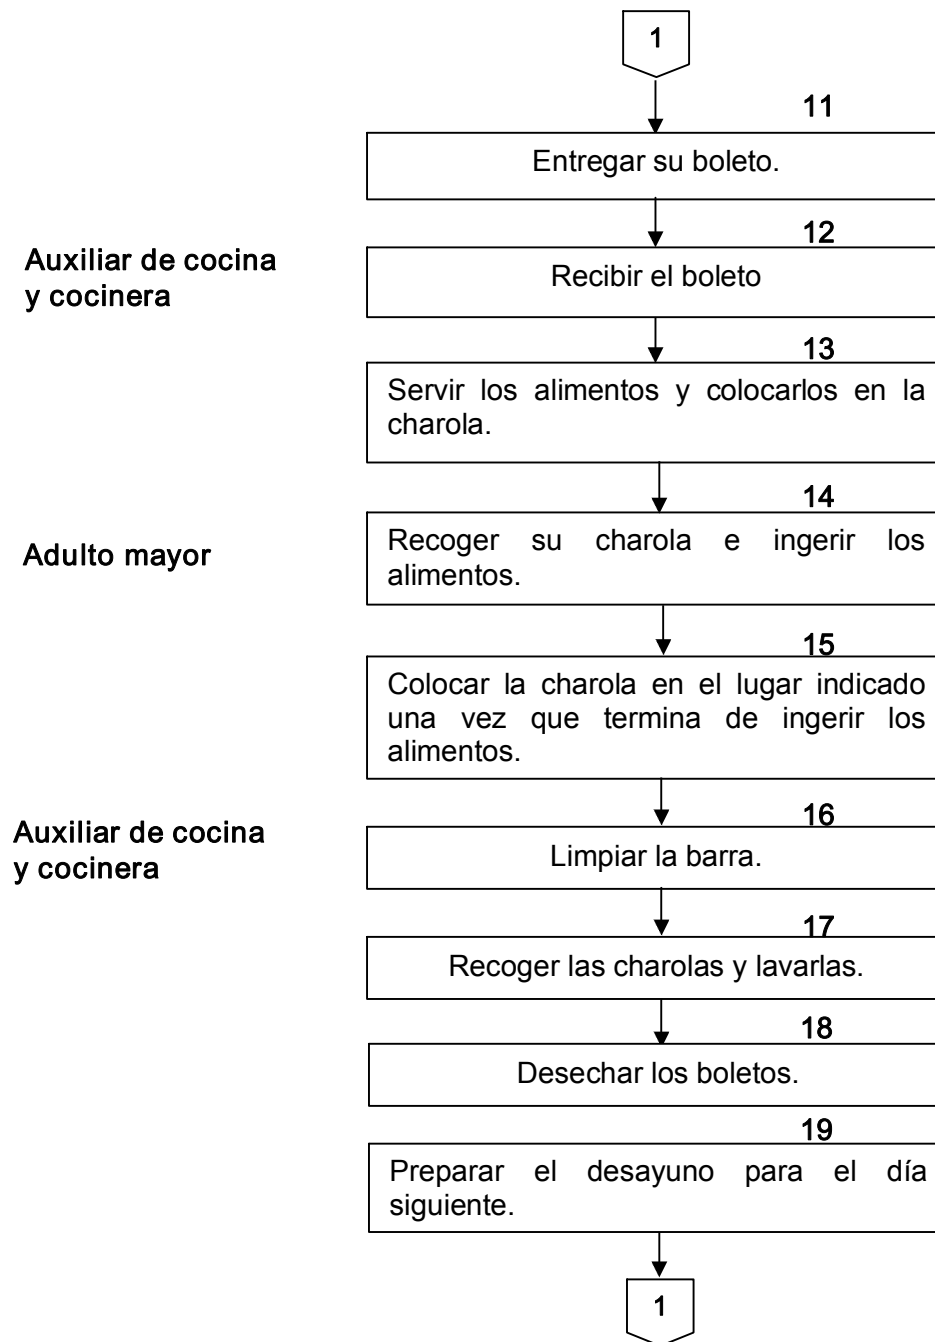 1
11
Entregar su boleto.
12
Auxiliar de cocina
y cocinera
Recibir el boleto
13
Servir los alimentos y colocarlos en la
charola.
14
Adulto mayor
Recoger su charola e ingerir los
alimentos.
15
Colocar la charola en el lugar indicado
una vez que termina de ingerir los
alimentos.
16
Auxiliar de cocina
y cocinera
Limpiar la barra.
17
Recoger las charolas y lavarlas.
18
Desechar los boletos.
19
Preparar el desayuno para el día
siguiente.
1